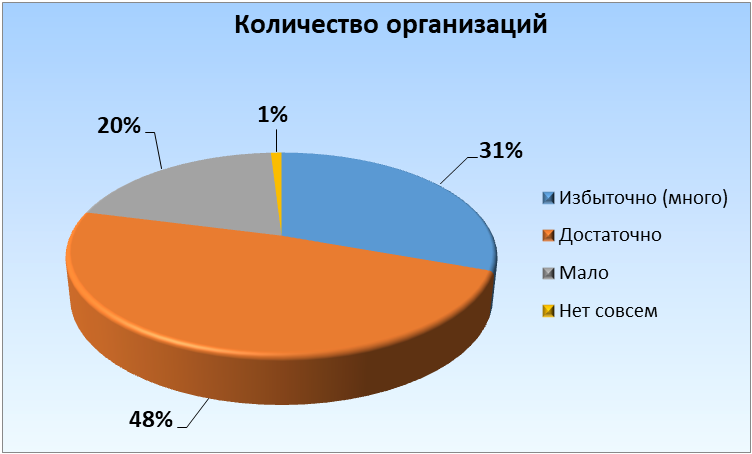 Количество организаций
1%
20%
31%
48%
Избыточно (много)
Достаточно
Мало
Нет совсем